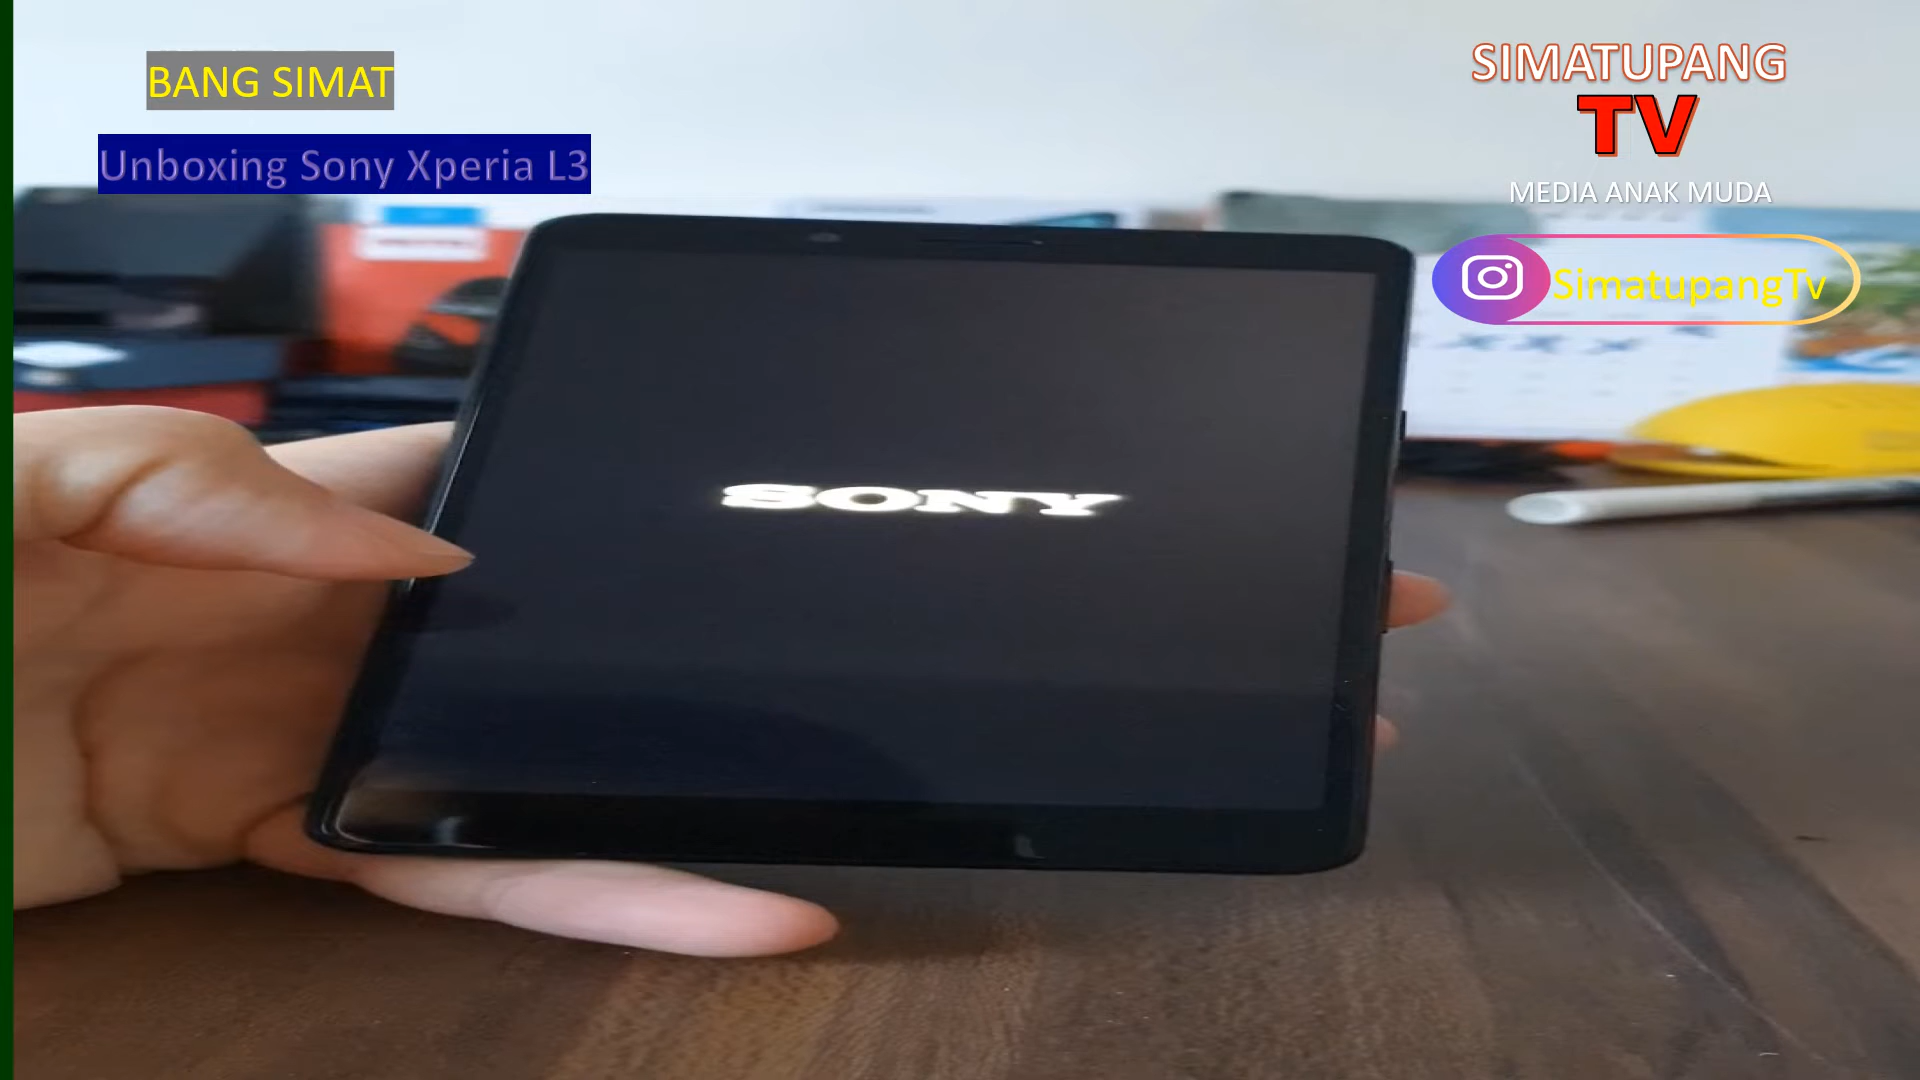 BANG SIMAT
Unboxing Sony Xperia L3
SIMATUPANG
TV
MEDIA ANAK MUDA
SimatupangTv
SONY